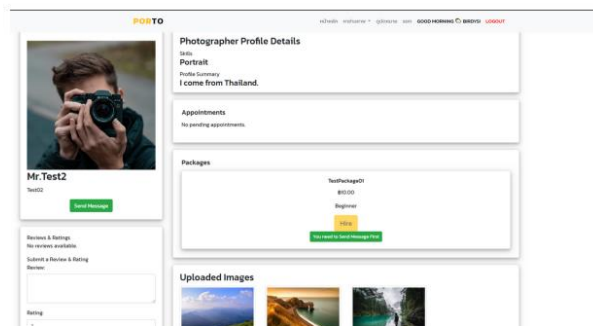 PORTO
GOOD MORNING BIRDYSI LOGOUT
Photographer Profile Details
Skills
Portrait
Profile Summary
I come from Thailand.
Appointments
No pending appointments.
Mr.Test2
Test02
Send Message
Packages
TestPackage01
฿10.00
Beginner
Hire
You need to Send Message First
Reviews & Ratings
No reviews available.
Submit a Review & Rating
Review:
Rating:
Uploaded Images